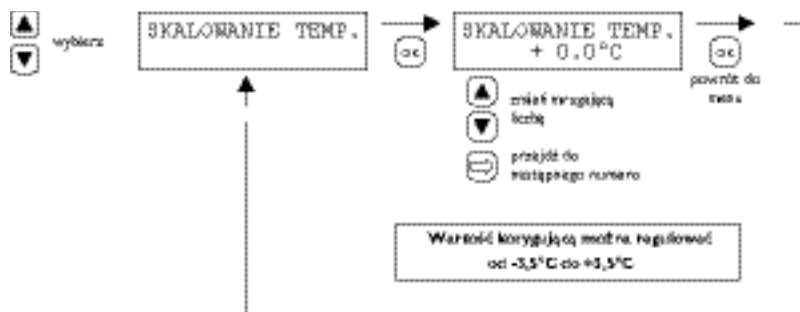 wybierz
SKALOWANIE TEMP.
OK
SKALOWANIE TEMP.
+ 0.0°C
OK
powrót do
menu
zmień mrugającą
liczbę
przejdź do
następnego numeru
Wartość korygującą można regulować
od -3,5°C do +3,5°C